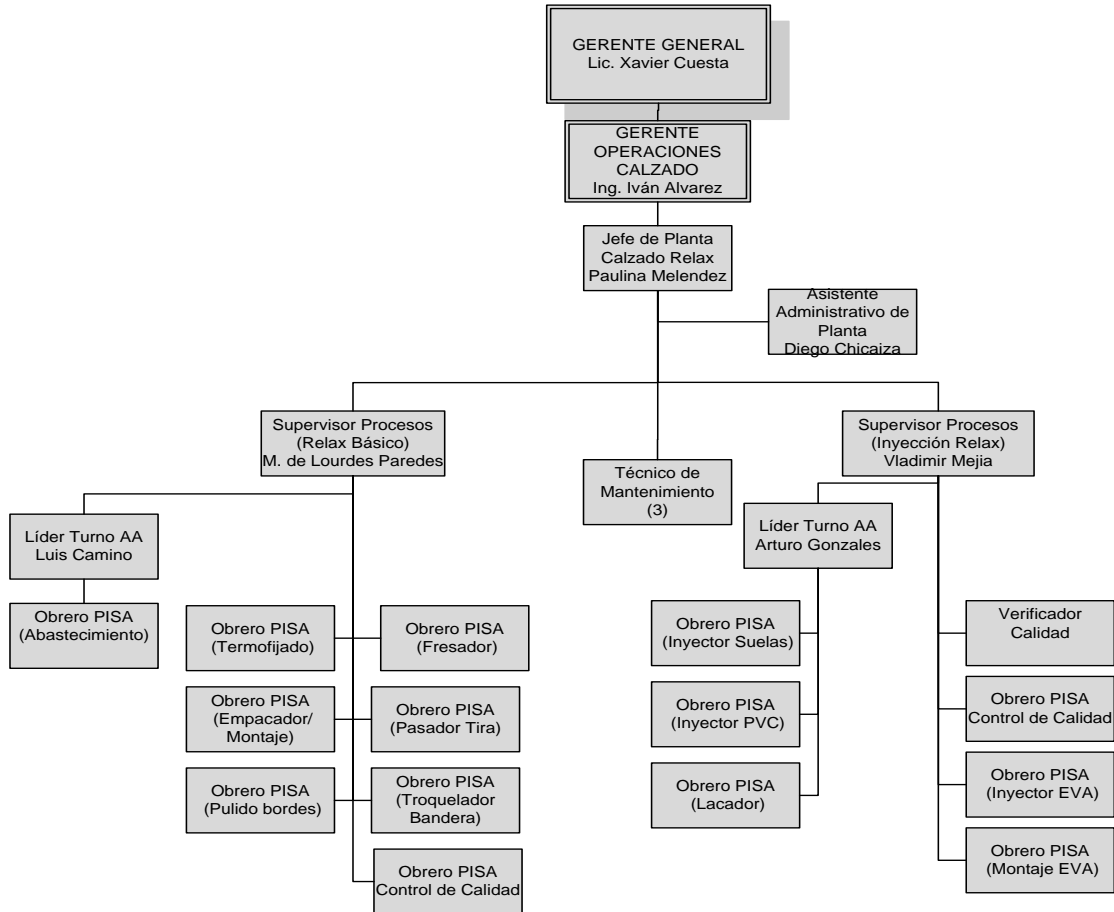 GERENTE GENERAL
Lic. Xavier Cuesta
GERENTE
OPERACIONES
CALZADO
Ing. Iván Alvarez
Jefe de Planta
Calzado Relax
Paulina Melendez
Asistente
Administrativo de
Planta
Diego Chicaiza
Supervisor Procesos
(Relax Básico)
M. de Lourdes Paredes
Técnico de
Mantenimiento
(3)
Supervisor Procesos
(Inyección Relax)
Vladimir Mejia
Líder Turno AA
Luis Camino
Obrero PISA
(Abastecimiento)
Obrero PISA
(Termofijado)
Obrero PISA
(Fresador)
Obrero PISA
(Empacador/
Montaje)
Obrero PISA
(Pasador Tira)
Obrero PISA
(Pulido bordes)
Obrero PISA
(Troquelador
Bandera)
Obrero PISA
Control de Calidad
Líder Turno AA
Arturo Gonzales
Obrero PISA
(Inyector Suelas)
Obrero PISA
(Inyector PVC)
Obrero PISA
(Lacador)
Verificador
Calidad
Obrero PISA
Control de Calidad
Obrero PISA
(Inyector EVA)
Obrero PISA
(Montaje EVA)